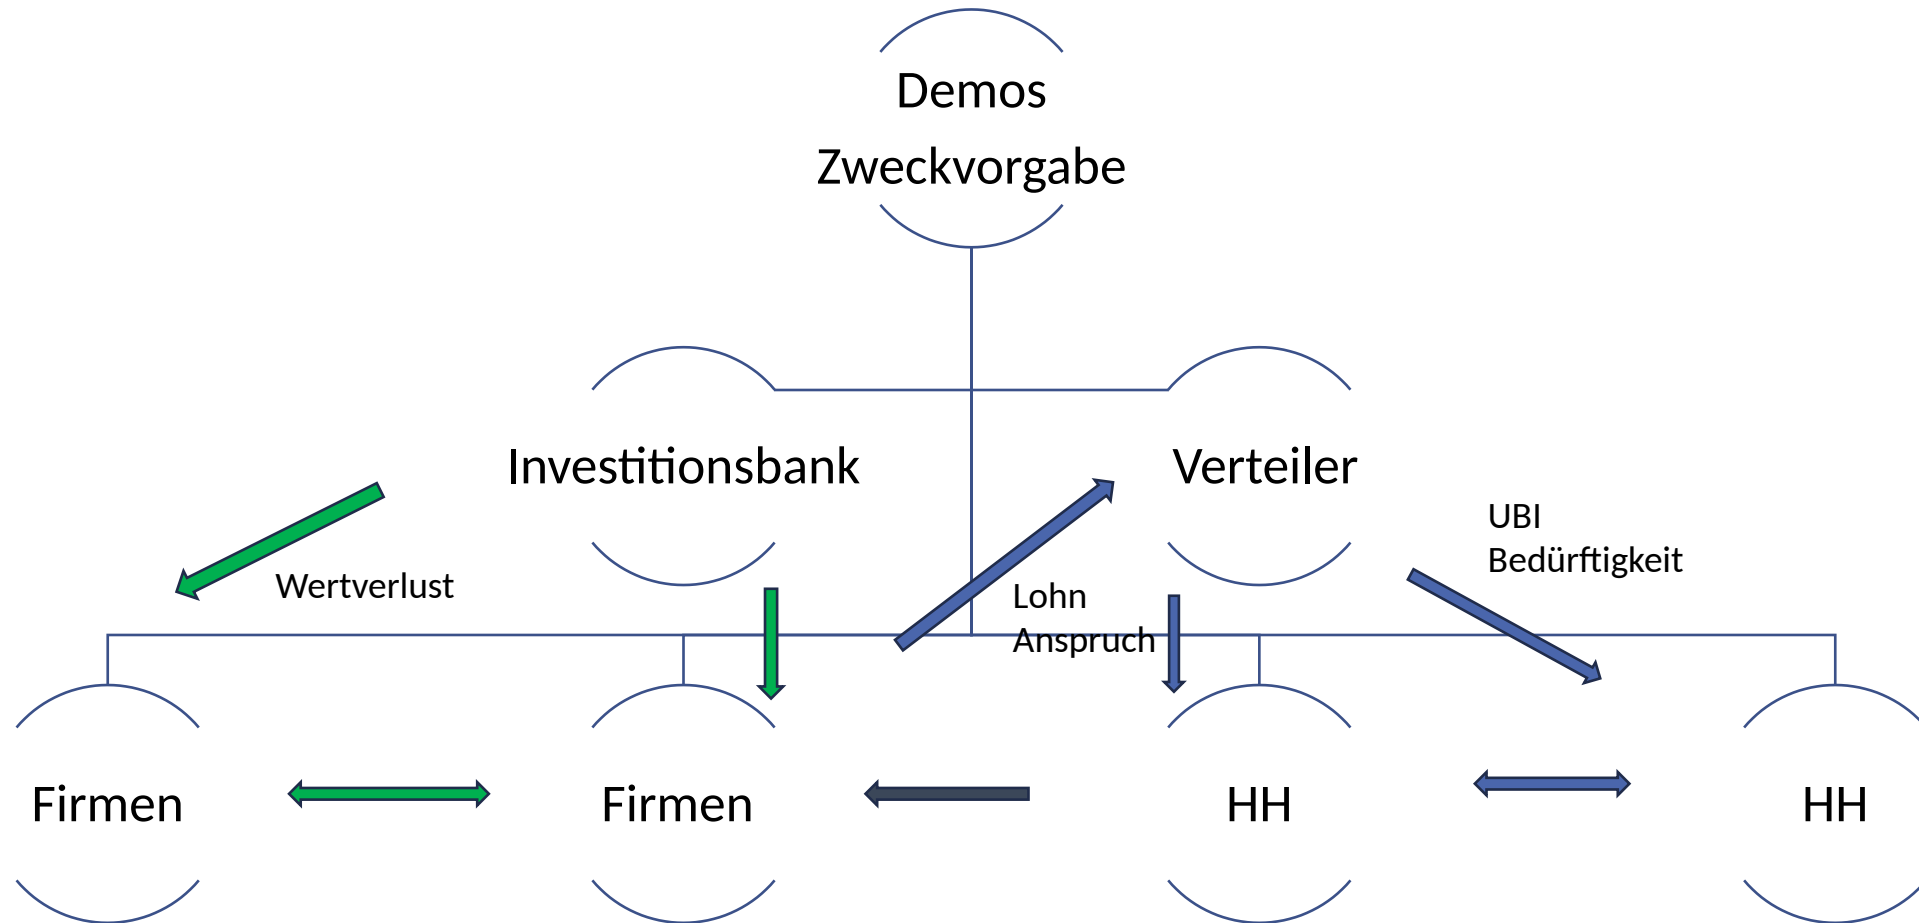 Demos
Zweckvorgabe
Investitionsbank
Verteiler
UBI
Bedürftigkeit
Wertverlust
Lohn
Anspruch
Firmen
Firmen
HH
HH